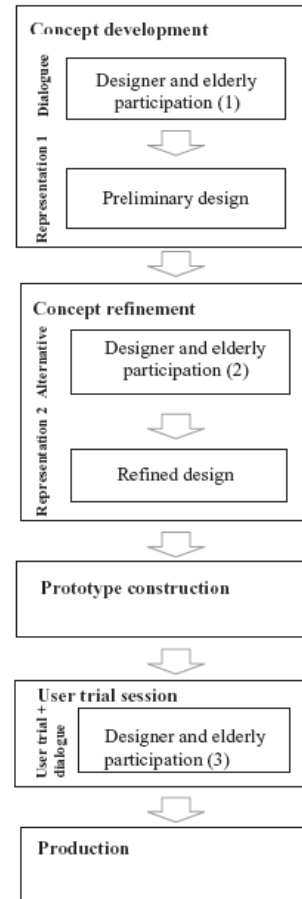 Concept development
Dialoguee
Designer and elderly
participation (1)
Representation 1
Preliminary design
Concept refinement
Alternative
Designer and elderly
participation (2)
Representation 2
Refined design
Prototype construction
User trial session
User trial +
dialogue
Designer and elderly
participation (3)
Production